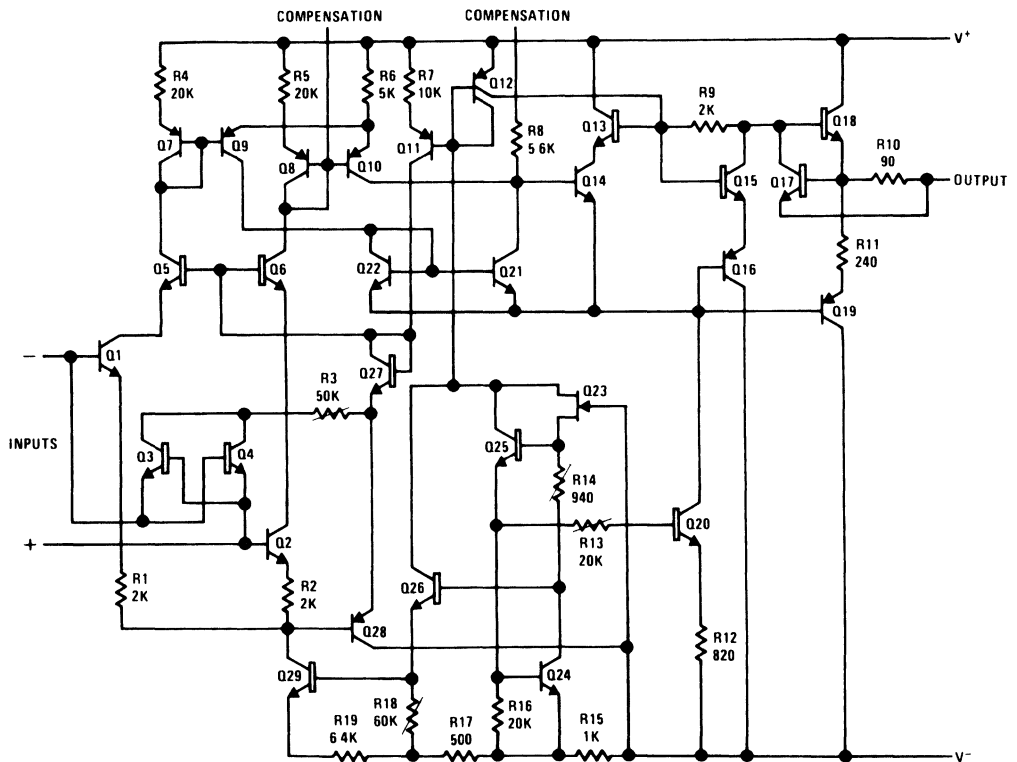 COMPENSATION
COMPENSATION
V+
R4
20K
R5
20K
R6
5K
R7
10K
Q12
R8
5 6K
Q13
R9
2K
Q18
Q7
Q9
Q8
Q10
Q11
Q14
Q15
Q17
R10
90
OUTPUT
Q5
Q6
Q22
Q21
Q16
R11
240
Q19
−
Q1
R3
50K
Q27
Q23
INPUTS
Q3
Q4
Q25
R14
940
+
Q2
R13
20K
Q20
R1
2K
R2
2K
Q26
Q28
R12
820
Q29
R18
60K
Q24
R16
20K
R19
6 4K
R17
500
R15
1K
V−